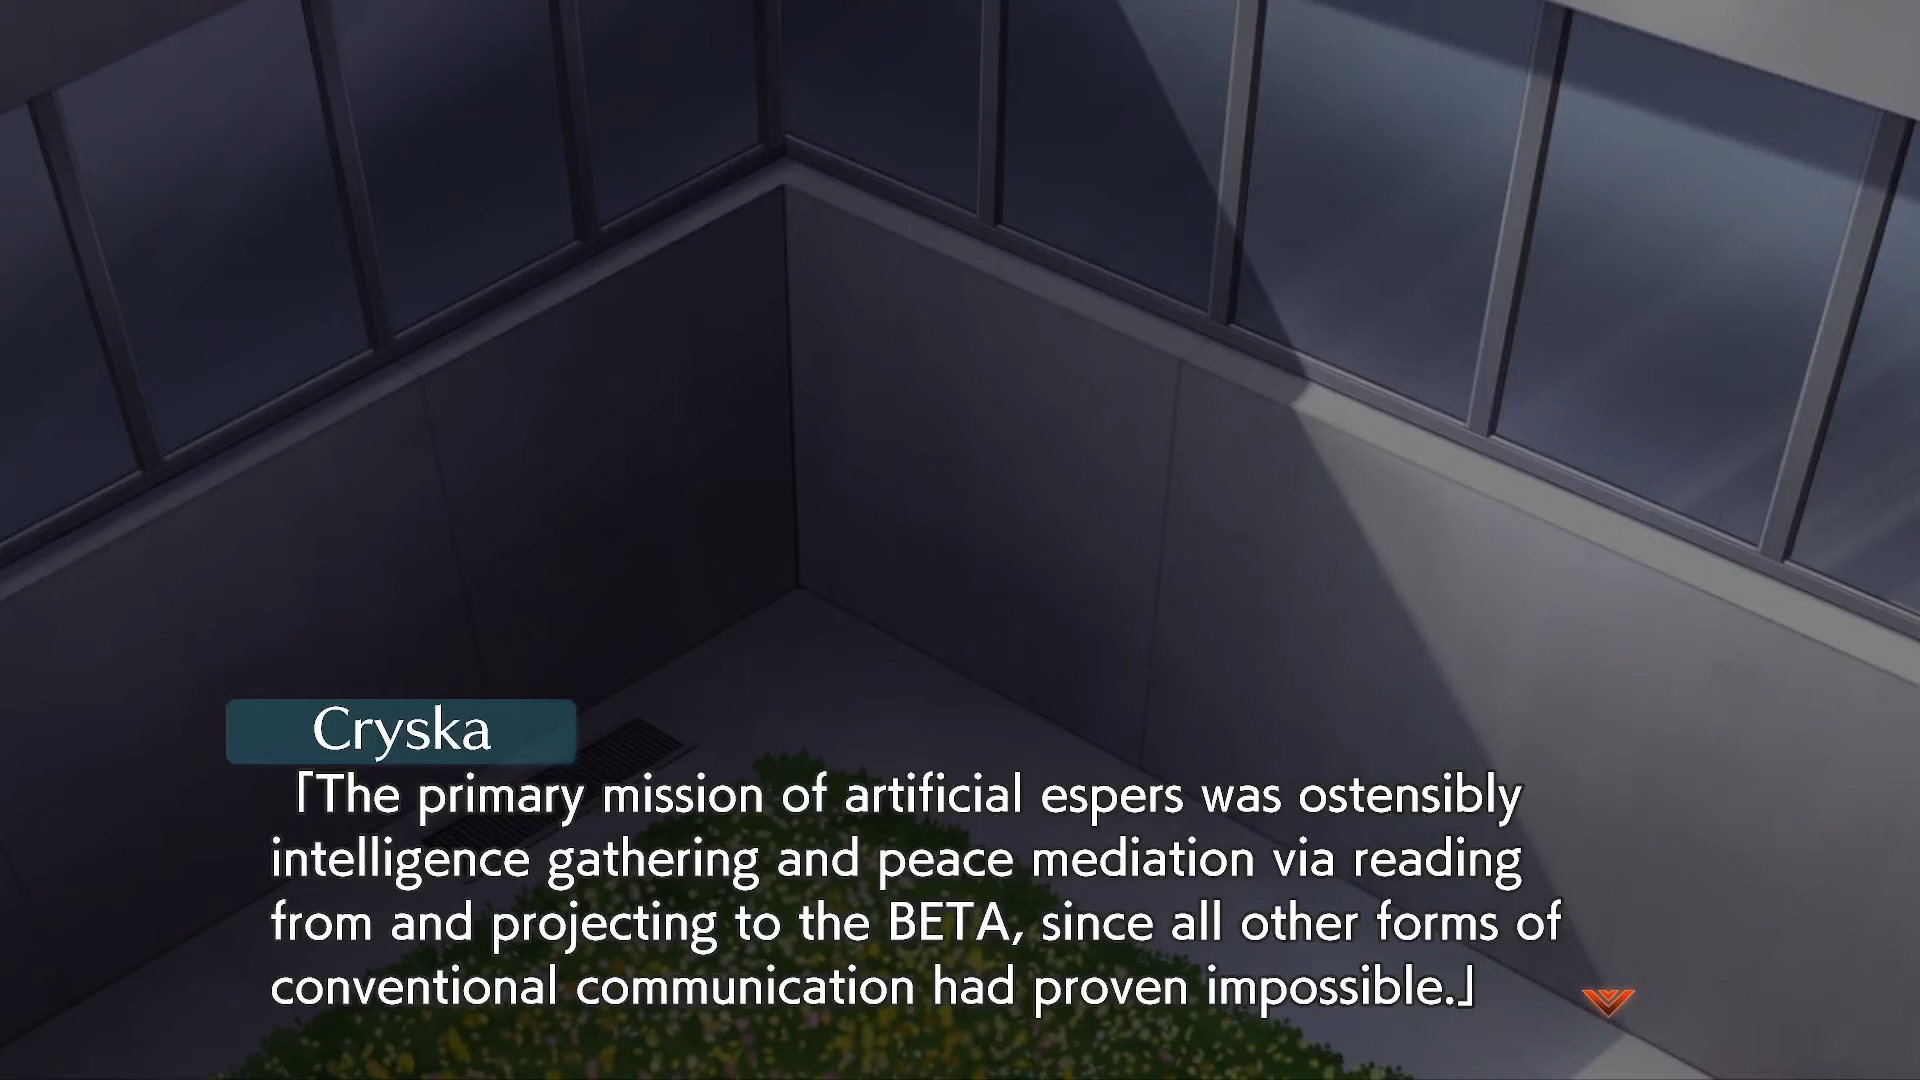 Cryska
「The primary mission of artificial espers was ostensibly
intelligence gathering and peace mediation via reading
from and projecting to the BETA, since all other forms of
conventional communication had proven impossible.」